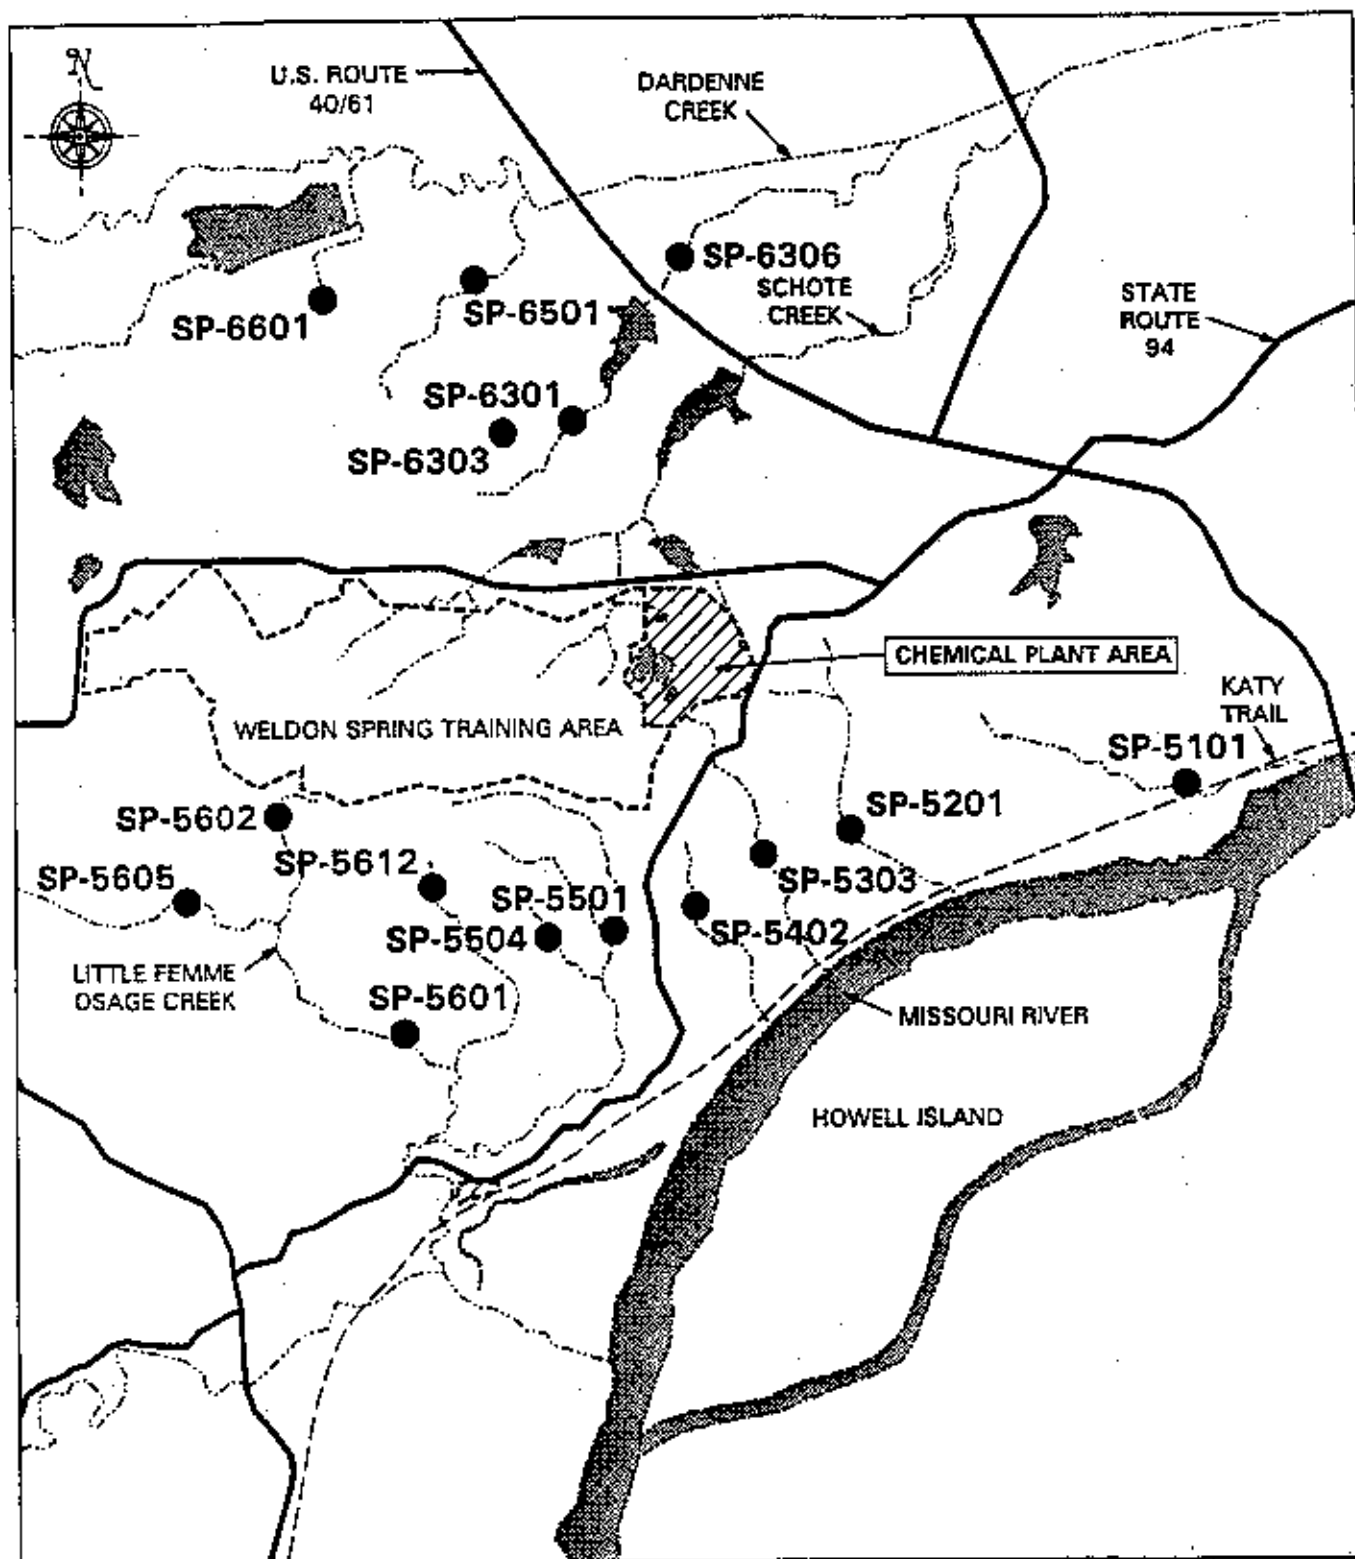 N
U.S. ROUTE
40/61
DARDENNE
CREEK
SP-6306
SCHOTE
CREEK
STATE
ROUTE
94
SP-6601
SP-6501
SP-6301
SP-6303
CHEMICAL PLANT AREA
KATY
TRAIL
WELDON SPRING TRAINING AREA
SP-5101
SP-5602
SP-5201
SP-5612
SP-5605
SP-5303
SP-5501
SP-5504
SP-5402
LITTLE FEMME
OSAGE CREEK
SP-5601
MISSOURI RIVER
HOWELL ISLAND